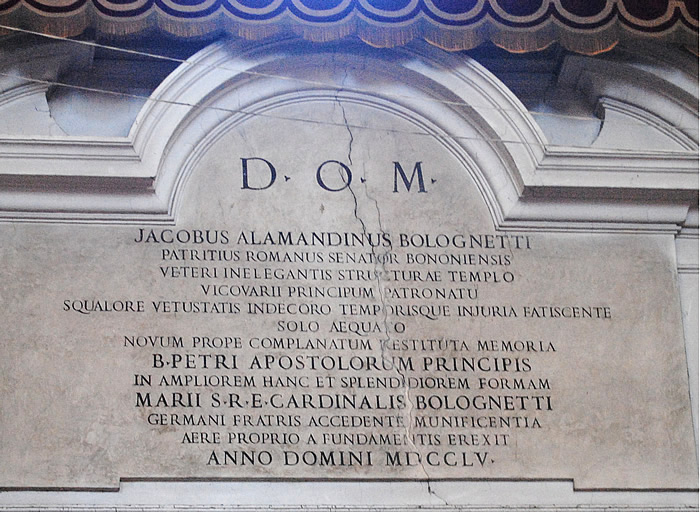 D· O· M·
JACOBUS ALAMANDINUS BOLOGNETTI
PATRITIUS ROMANUS SENATOR BONONIENSIS
VETERI INELEGANTIS STRUCTURAE TEMPLO
VICOVARII PRINCIPUM PATRONATU
SQUALORE VETUSTATIS INDECORO TEMPORISQUE INJURIA FATISCENTE
SOLO AEQUATO
NOVUM PROPE COMPLANATUM RESTITUTA MEMORIA
B·PETRI APOSTOLORUM PRINCIPIS
IN AMPLIOREM HANC ET SPLENDIDIOREM FORMAM
MARII S·R·E·CARDINALIS BOLOGNETTI
GERMANI FRATRIS ACCEDENTE MUNIFICENTIA
AERE PROPRIO A FUNDAMENTIS EREXIT
ANNO DOMINI MDCCLV·